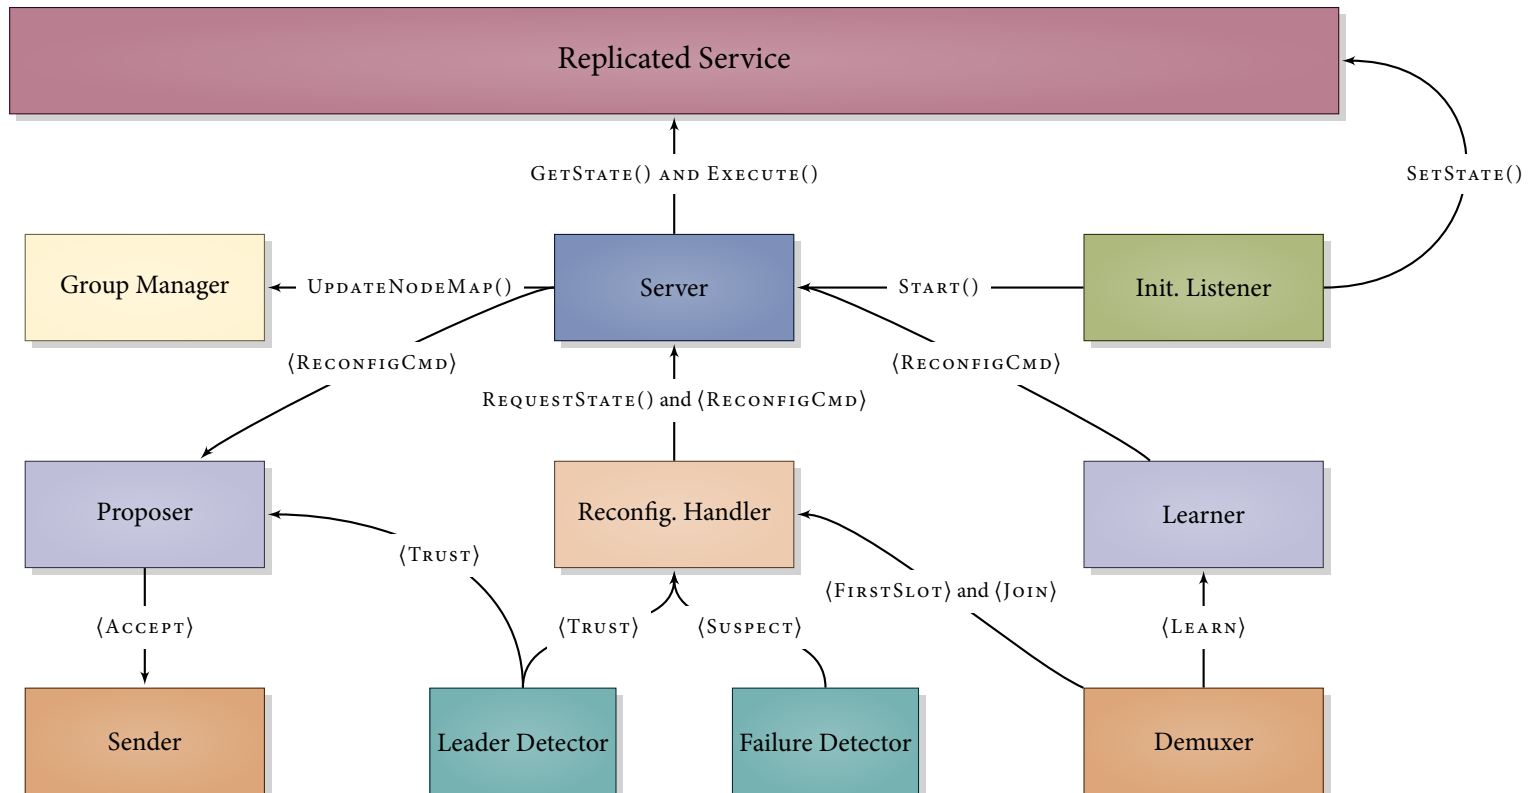 Replicated Service
GetState() and Execute()
SetState()
Group Manager
UpdateNodeMap()
Server
Start()
Init. Listener
⟨ReconfigCmd⟩
⟨ReconfigCmd⟩
RequestState() and ⟨ReconfigCmd⟩
Proposer
Reconfig. Handler
Learner
⟨Trust⟩
⟨FirstSlot⟩ and ⟨Join⟩
⟨Accept⟩
⟨Trust⟩
⟨Suspect⟩
⟨Learn⟩
Sender
Leader Detector
Failure Detector
Demuxer